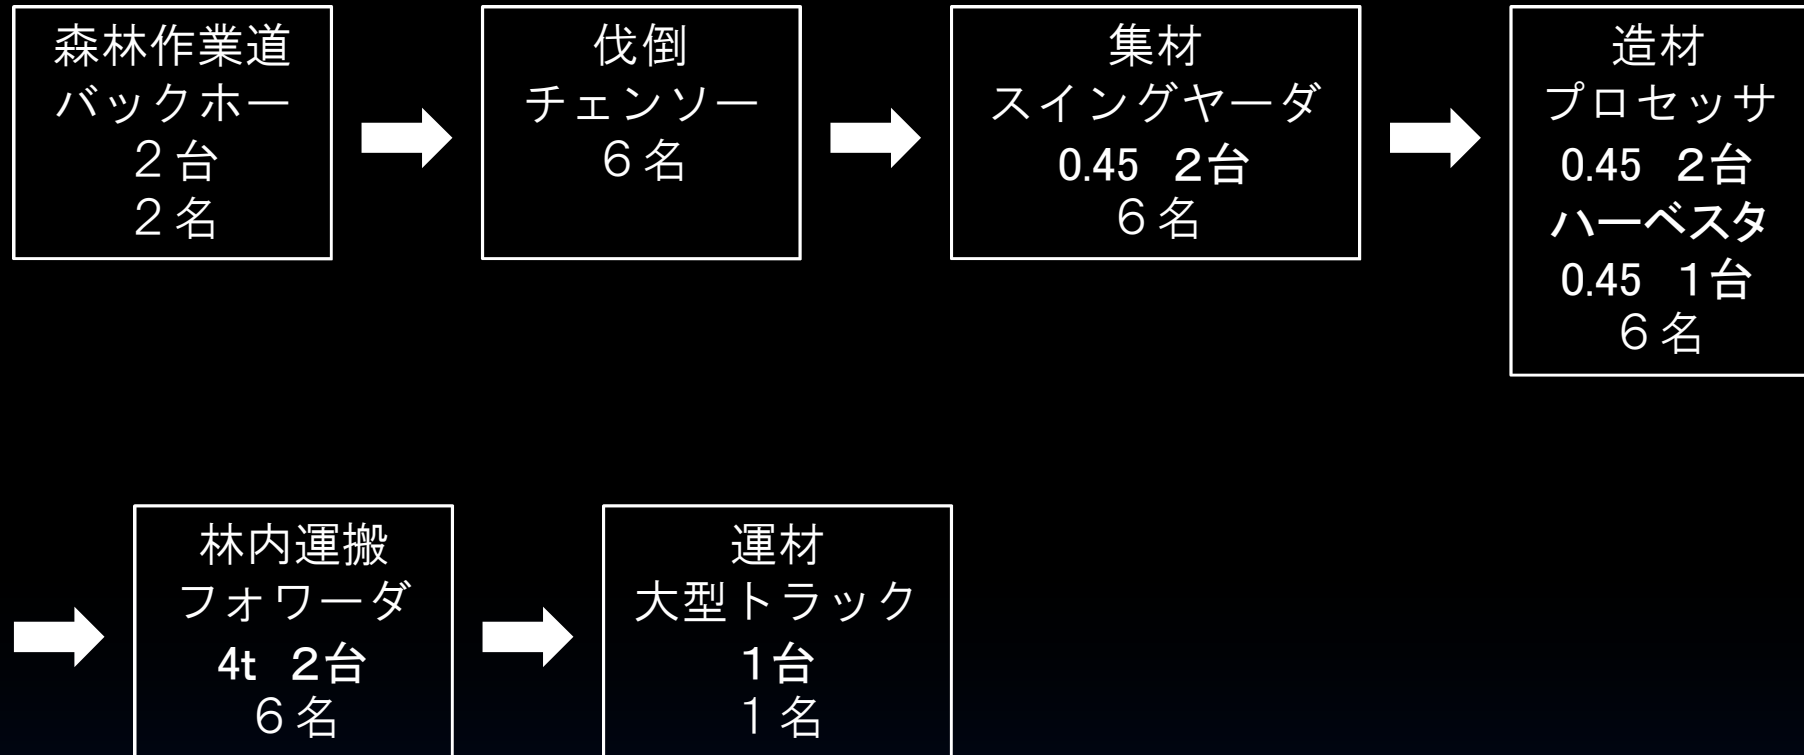 森林作業道
バックホー
２台
２名
伐倒
チェンソー
６名
集材
スイングヤーダ
0.45　２台
６名
造材
プロセッサ
0.45　２台
ハーベスタ
0.45　１台
６名
林内運搬
フォワーダ
4t　２台
６名
運材
大型トラック
１台
１名